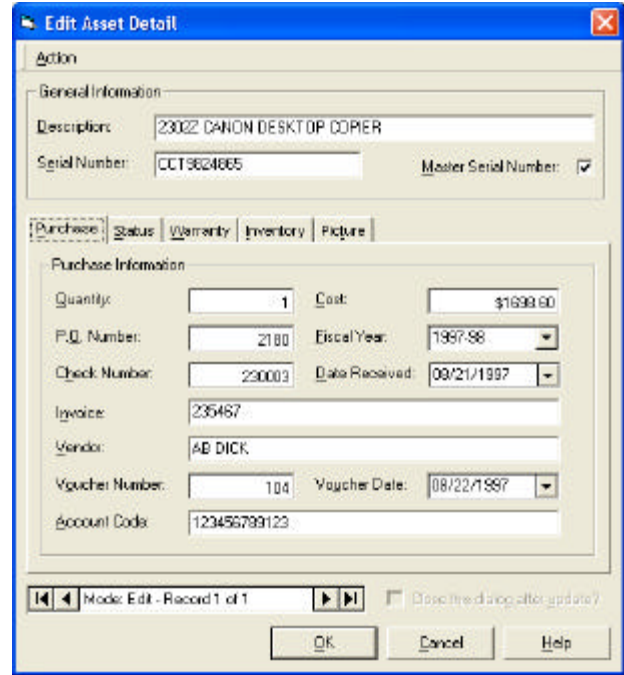 Edit Asset Detail
Action
General Information
Description: 2302Z CANON DESKTOP COPIER
Serial Number: CCT9824865 Master Serial Number:
Purchase Status Warranty Inventory Picture
Purchase Information
Quantity: 1 Cost: $1698.60
P.O. Number: 2180 Fiscal Year: 1997-98
Check Number: 230003 Date Received: 08/21/1997
Invoice: 235467
Vendor: AB DICK
Voucher Number: 104 Voucher Date: 08/22/1997
Account Code: 123456789123
Mode: Edit - Record 1 of 1 Close the dialog after update?
OK Cancel Help